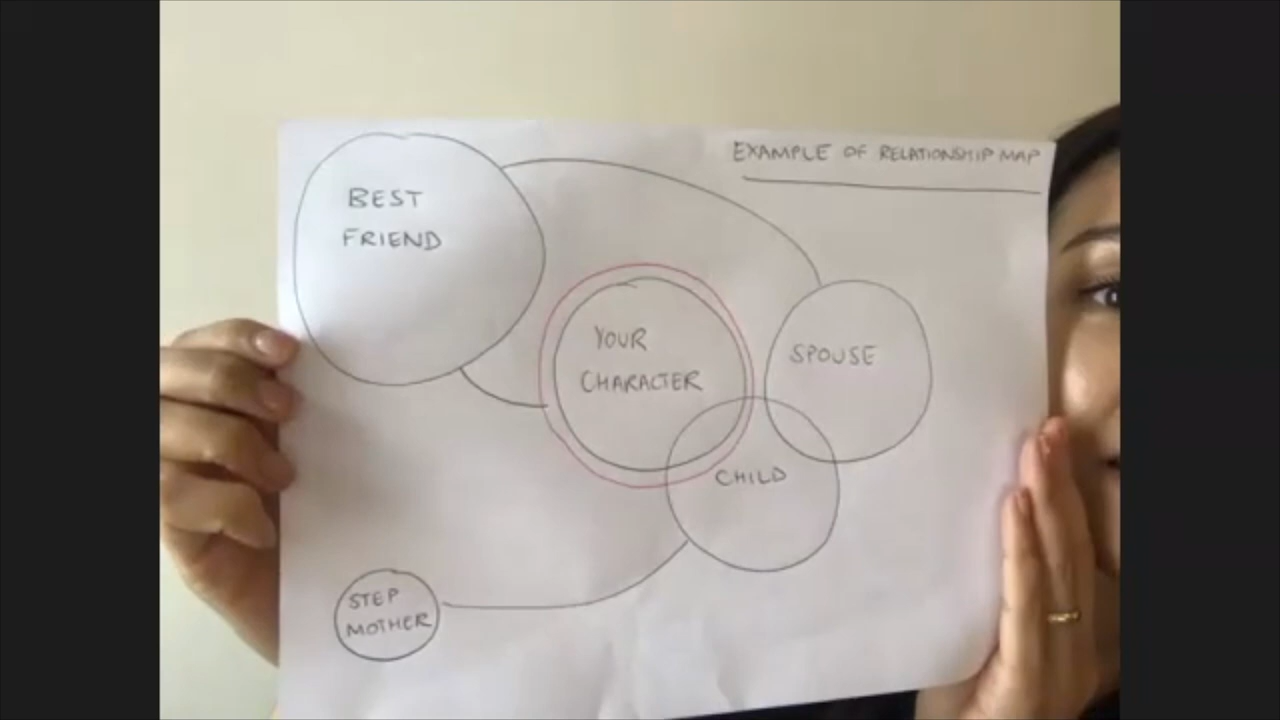 EXAMPLE OF RELATIONSHIP MAP
BEST
FRIEND
YOUR
CHARACTER
SPOUSE
CHILD
STEP
MOTHER